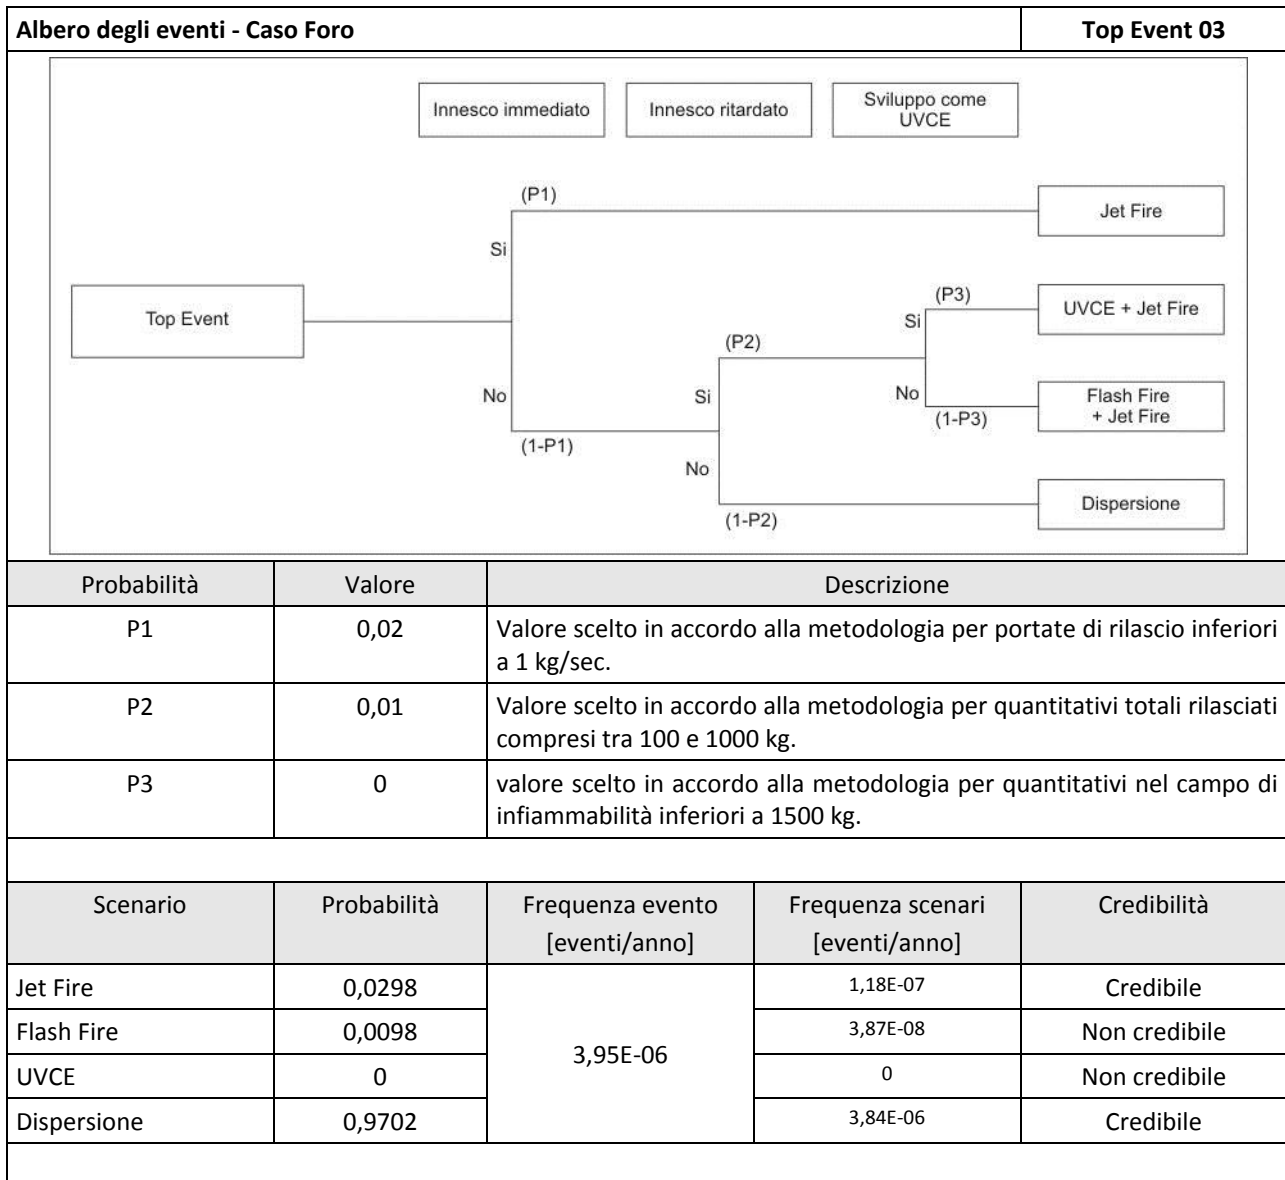 Albero degli eventi - Caso Foro
Top Event 03
Innesco immediato
Innesco ritardato
Sviluppo come
UVCE
(P1)
Jet Fire
Si
(P3)
UVCE + Jet Fire
Top Event
Si
(P2)
No
Si
No
Flash Fire
+ Jet Fire
(1-P3)
(1-P1)
No
Dispersione
(1-P2)
Probabilità
Valore
Descrizione
P1
0,02
Valore scelto in accordo alla metodologia per portate di rilascio inferiori
a 1 kg/sec.
P2
0,01
Valore scelto in accordo alla metodologia per quantitativi totali rilasciati
compresi tra 100 e 1000 kg.
P3
0
valore scelto in accordo alla metodologia per quantitativi nel campo di
infiammabilità inferiori a 1500 kg.
Scenario
Probabilità
Frequenza evento
[eventi/anno]
Frequenza scenari
[eventi/anno]
Credibilità
Jet Fire
0,0298
3,95E-06
1,18E-07
Credibile
Flash Fire
0,0098
3,87E-08
Non credibile
UVCE
0
0
Non credibile
Dispersione
0,9702
3,84E-06
Credibile